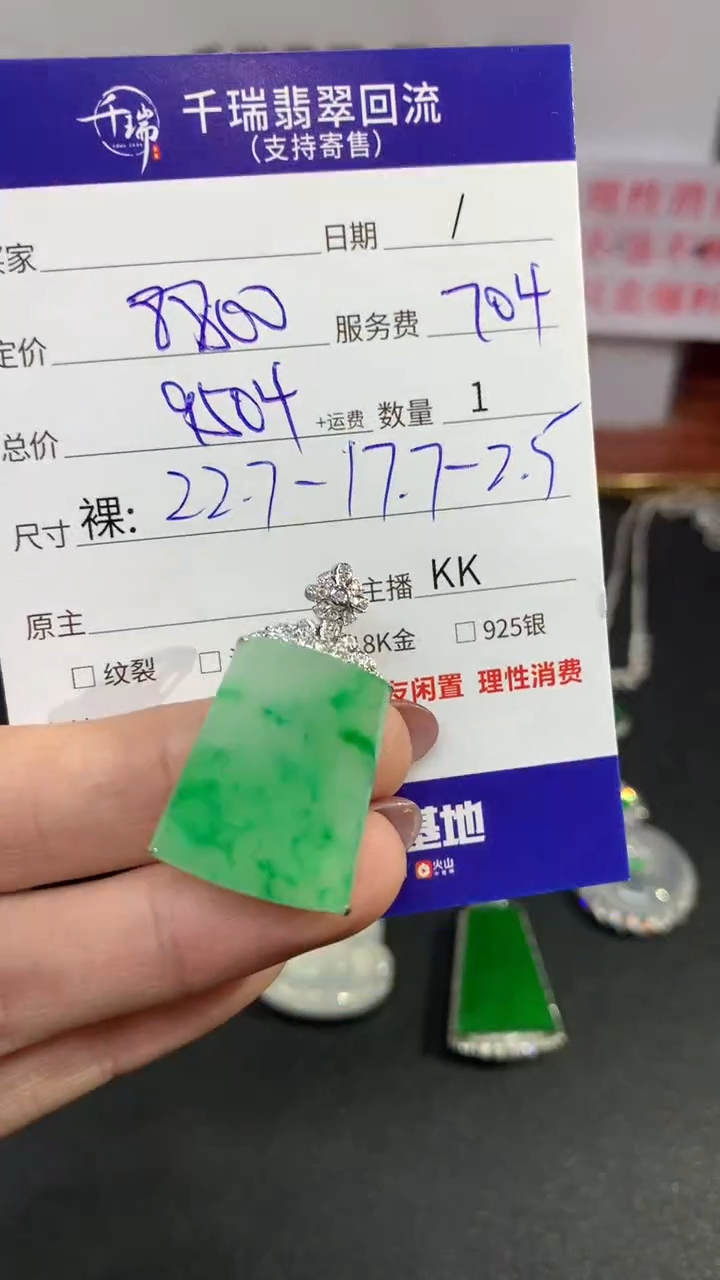 千瑞 千瑞翡翠回流
(支持寄售)
买家 日期 /
定价 8800 服务费 704
总价 9504 +运费 数量 1
尺寸 裸: 22.7-17.7-2.5
原主 主播 KK
□ 纹裂 □ 8K金 □ 925银
友闲置 理性消费
基地
火山